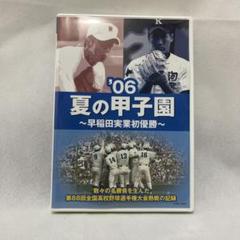 '06
夏の甲子園
〜早稲田実業初優勝〜
数々の名勝負を生んだ、
第88回全国高校野球選手権大会熱戦の記録